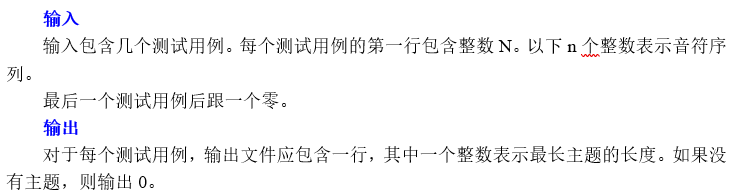 输入
输入包含几个测试用例。每个测试用例的第一行包含整数 N。以下 n 个整数表示音符序
列。
最后一个测试用例后跟一个零。
输出
对于每个测试用例，输出文件应包含一行，其中一个整数表示最长主题的长度。如果没
有主题，则输出 0。